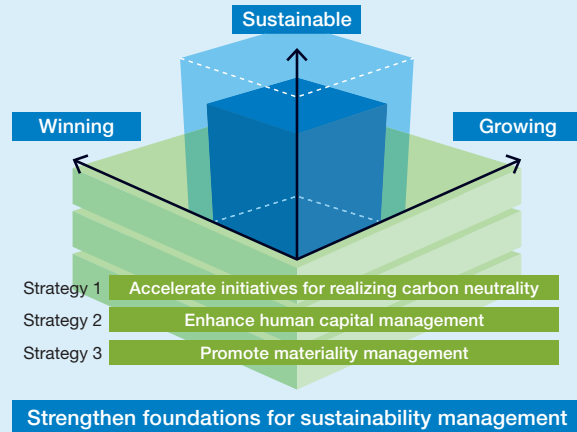 Sustainable
Winning
Growing
Strategy 1 Accelerate initiatives for realizing carbon neutrality
Strategy 2 Enhance human capital management
Strategy 3 Promote materiality management
Strengthen foundations for sustainability management